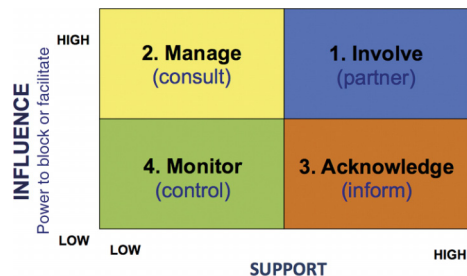 HIGH
INFLUENCE
Power to block or facilitate
LOW
2. Manage
(consult)
1. Involve
(partner)
4. Monitor
(control)
3. Acknowledge
(inform)
LOW
HIGH
SUPPORT